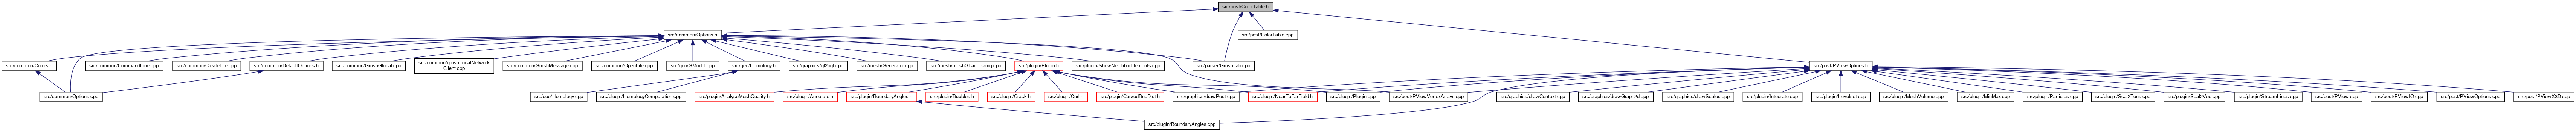 src/post/ColorTable.h
src/common/Options.h
src/post/ColorTable.cpp
src/common/Colors.h
src/common/CommandLine.cpp
src/common/CreateFile.cpp
src/common/DefaultOptions.h
src/common/GmshGlobal.cpp
src/common/gmshLocalNetwork
Client.cpp
src/common/GmshMessage.cpp
src/common/OpenFile.cpp
src/geo/GModel.cpp
src/geo/Homology.h
src/graphics/gl2pgf.cpp
src/mesh/Generator.cpp
src/mesh/meshGFaceBamg.cpp
src/plugin/Plugin.h
src/plugin/ShowNeighborElements.cpp
src/parser/Gmsh.tab.cpp
src/post/PViewOptions.h
src/common/Options.cpp
src/geo/Homology.cpp
src/plugin/HomologyComputation.cpp
src/plugin/AnalyseMeshQuality.h
src/plugin/Annotate.h
src/plugin/BoundaryAngles.h
src/plugin/Bubbles.h
src/plugin/Crack.h
src/plugin/Curl.h
src/plugin/CurvedBndDist.h
src/graphics/drawPost.cpp
src/plugin/NearToFarField.h
src/plugin/Plugin.cpp
src/post/PViewVertexArrays.cpp
src/graphics/drawContext.cpp
src/graphics/drawGraph2d.cpp
src/graphics/drawScales.cpp
src/plugin/Integrate.cpp
src/plugin/Levelset.cpp
src/plugin/MeshVolume.cpp
src/plugin/MinMax.cpp
src/plugin/Particles.cpp
src/plugin/Scal2Tens.cpp
src/plugin/Scal2Vec.cpp
src/plugin/StreamLines.cpp
src/post/PView.cpp
src/post/PViewIO.cpp
src/post/PViewOptions.cpp
src/post/PViewX3D.cpp
src/plugin/BoundaryAngles.cpp